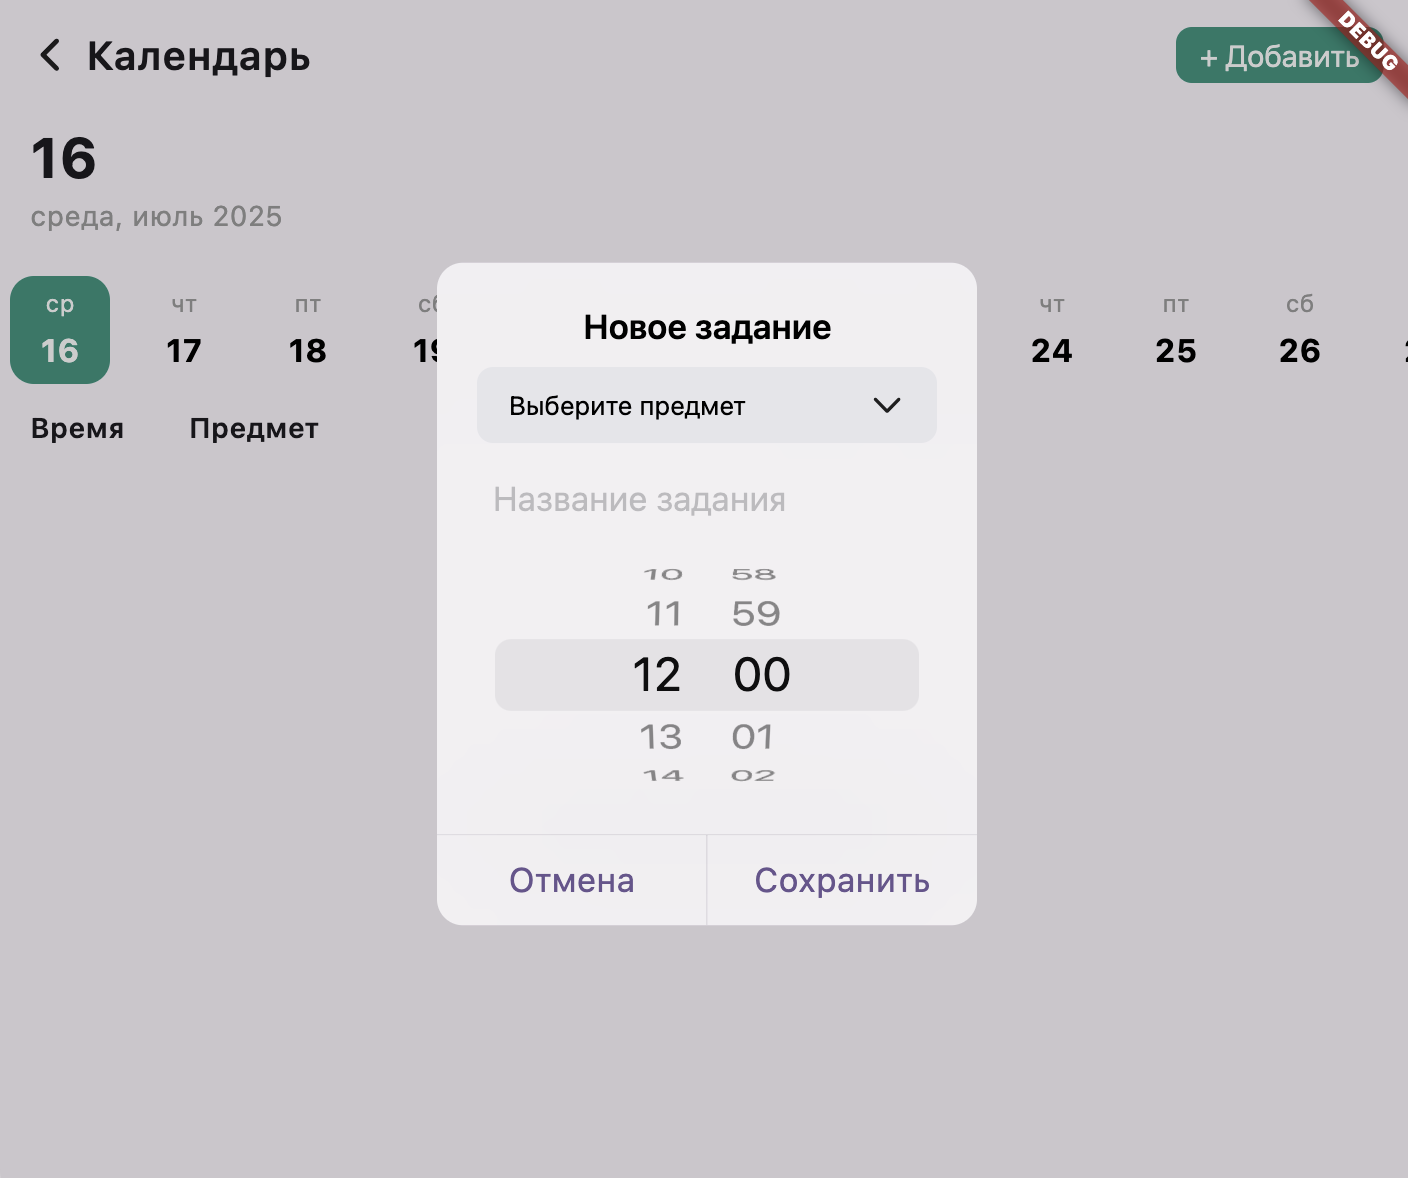 Календарь
+ Добавить
DEBUG
16
среда, июль 2025
ср чт пт чт пт сб
16 17 18 24 25 26
Время Предмет
Новое задание
Выберите предмет
Название задания
10 58
11 59
12 00
13 01
14 02
Отмена Сохранить